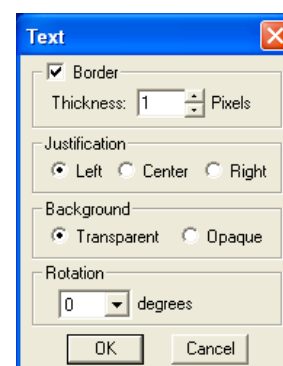 Text
Border
Thickness: 1 Pixels
Justification
Left Center Right
Background
Transparent Opaque
Rotation
0 degrees
OK Cancel